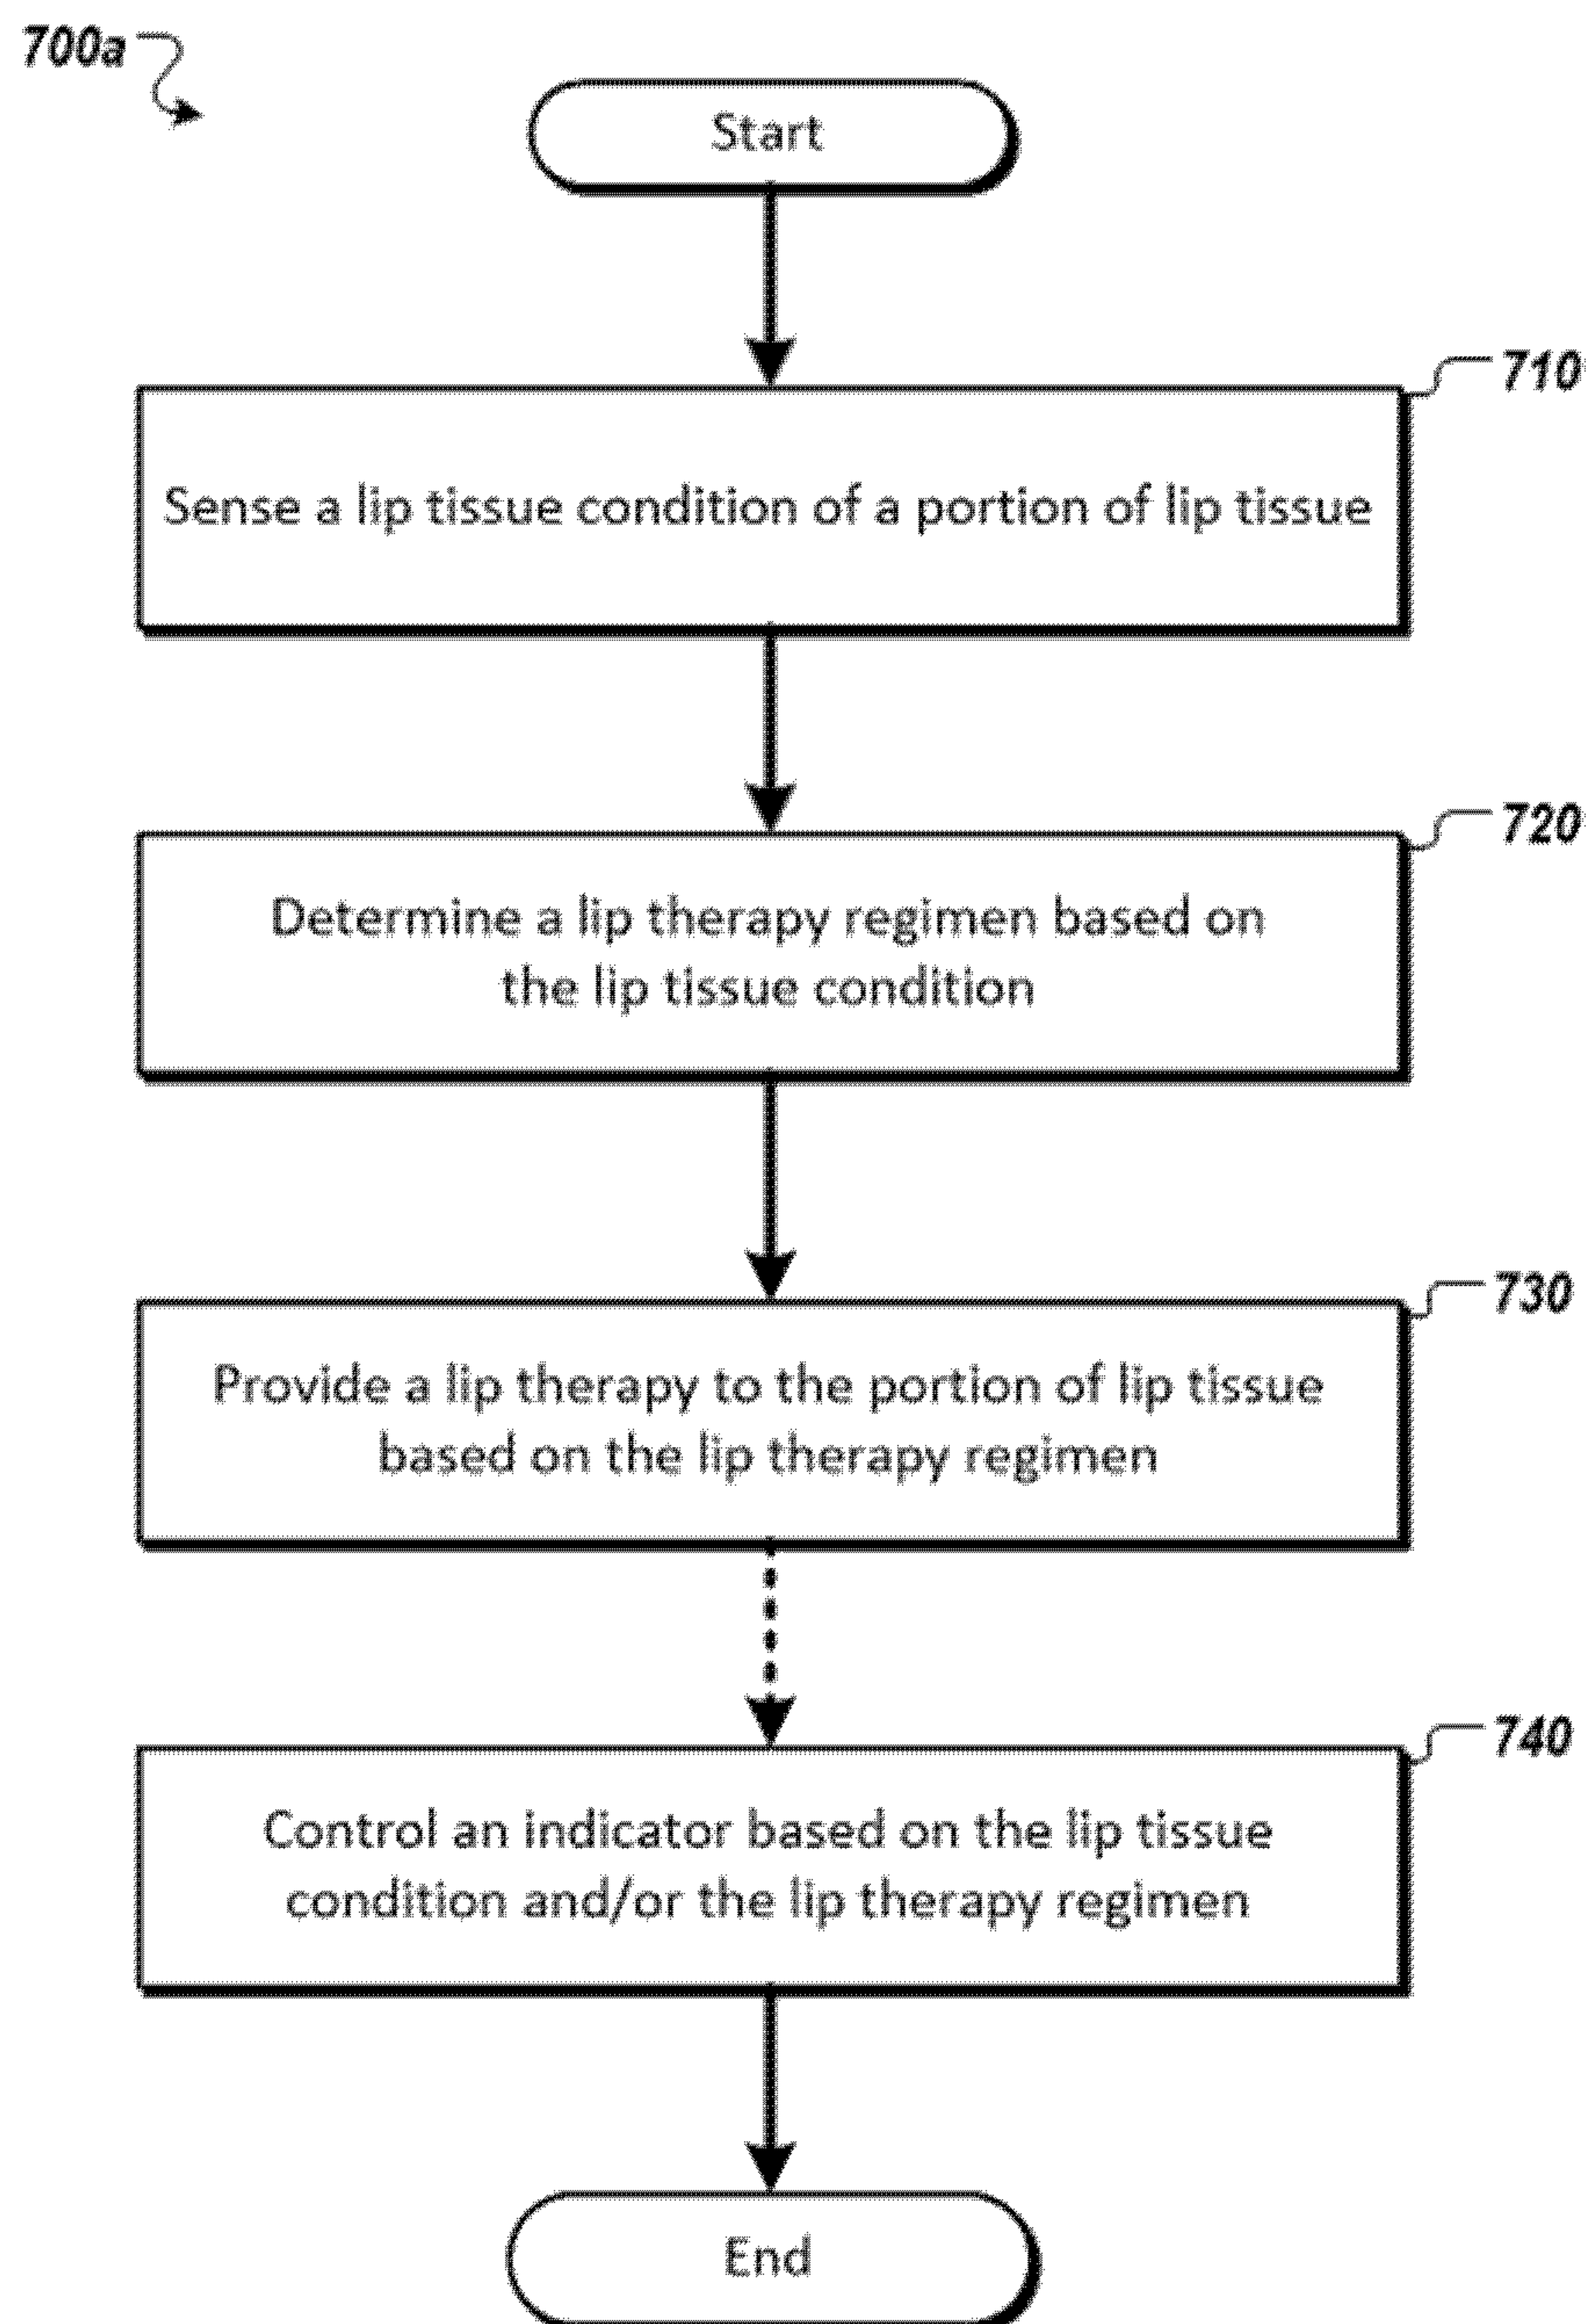 700a
Start
710
Sense a lip tissue condition of a portion of lip tissue
720
Determine a lip therapy regimen based on
the lip tissue condition
730
Provide a lip therapy to the portion of lip tissue
based on the lip therapy regimen
740
Control an indicator based on the lip tissue
condition and/or the lip therapy regimen
End